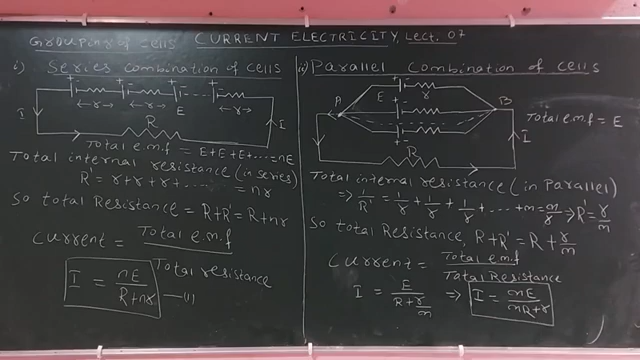 Grouping of cells CURRENT ELECTRICITY, Lect. 07
i) Series combination of cells
+ - + - + - + -
←r→ ←r→ E ←r→
I I
R
Total e.m.f = E+E+E+.....=nE
Total internal resistance (in series)
R' = r+r+r+...... = nr
So total Resistance = R+R' = R+nr
Current = Total e.m.f / Total resistance
I = nE / R+nr —(1)
ii) Parallel Combination of cells
+ -
E r
A B
+ -
+ -
I I
R
Total e.m.f = E
Total internal resistance (in Parallel)
⇒ 1/R' = 1/r + 1/r + 1/r + .....+m = m/r ⇒ R' = r/m
So total Resistance, R+R' = R + r/m
Current = Total e.m.f / Total Resistance
I = E / R+r/m ⇒ I = mE / mR+r